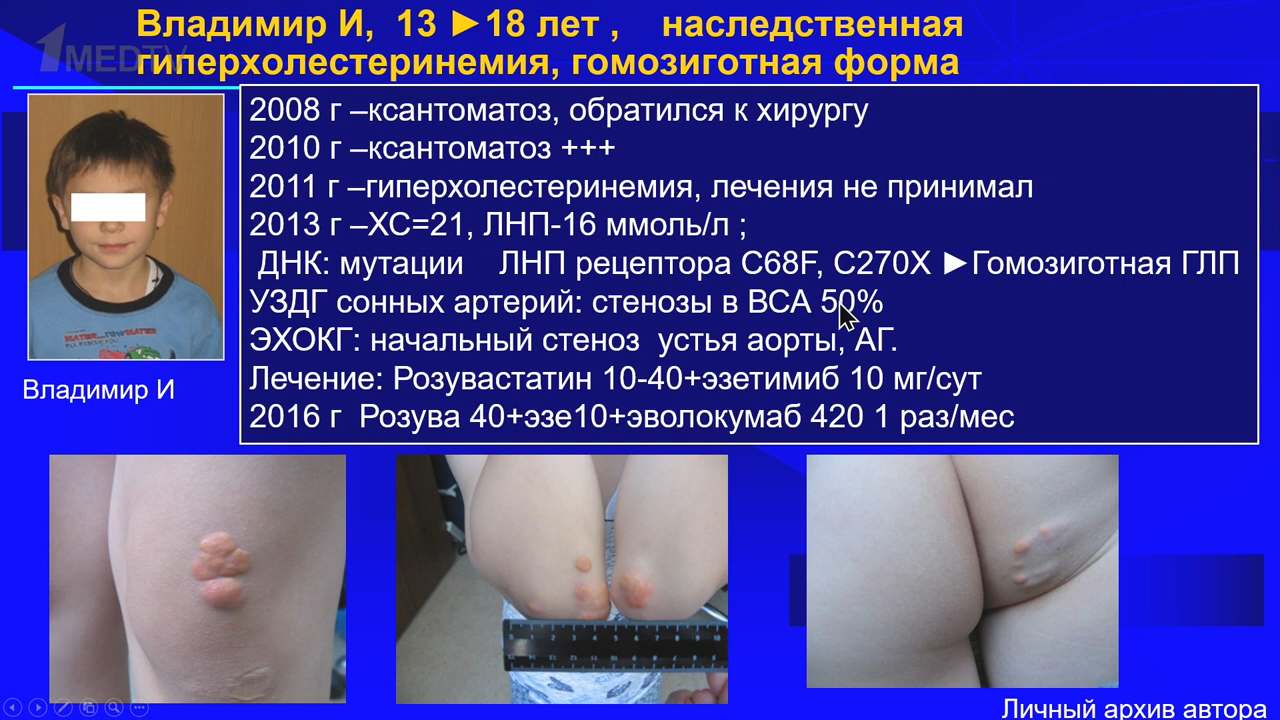 Владимир И, 13 ►18 лет , наследственная
гиперхолестеринемия, гомозиготная форма
1MEDTV
2008 г –ксантоматоз, обратился к хирургу
2010 г –ксантоматоз +++
2011 г –гиперхолестеринемия, лечения не принимал
2013 г –ХС=21, ЛНП-16 ммоль/л ;
ДНК: мутации ЛНП рецептора C68F, C270X ►Гомозиготная ГЛП
УЗДГ сонных артерий: стенозы в ВСА 50%
ЭХОКГ: начальный стеноз устья аорты, АГ.
Лечение: Розувастатин 10-40+эзетимиб 10 мг/сут
2016 г Розува 40+эзе10+эволокумаб 420 1 раз/мес
Владимир И
Личный архив автора